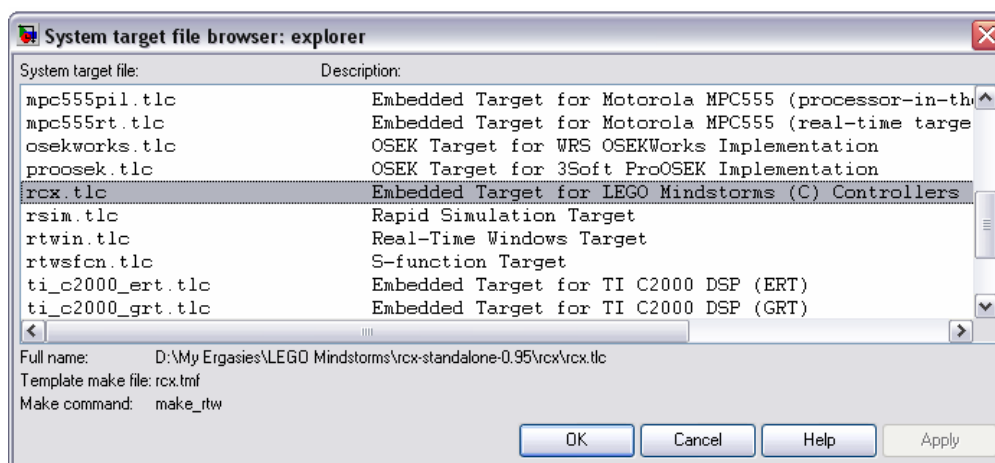 System target file browser: explorer
System target file: Description:
mpc555pil.tlc Embedded Target for Motorola MPC555 (processor-in-th
mpc555rt.tlc Embedded Target for Motorola MPC555 (real-time targe
osekworks.tlc OSEK Target for WRS OSEKWorks Implementation
proosek.tlc OSEK Target for 3Soft ProOSEK Implementation
rcx.tlc Embedded Target for LEGO Mindstorms (C) Controllers
rsim.tlc Rapid Simulation Target
rtwin.tlc Real-Time Windows Target
rtwsfcn.tlc S-function Target
ti_c2000_ert.tlc Embedded Target for TI C2000 DSP (ERT)
ti_c2000_grt.tlc Embedded Target for TI C2000 DSP (GRT)
Full name: D:\My Ergasies\LEGO Mindstorms\rcx-standalone-0.95\rcx\rcx.tlc
Template make file: rcx.tmf
Make command: make_rtw
OK Cancel Help Apply